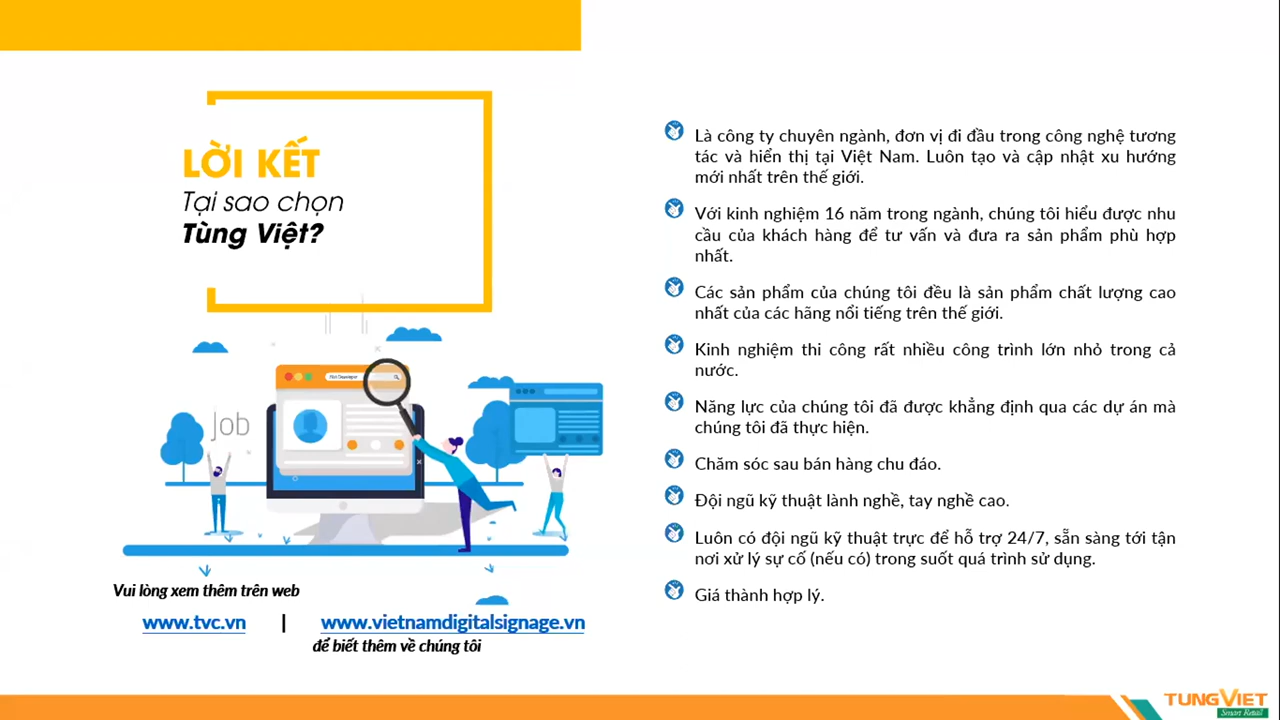 LỜI KẾT
Tại sao chọn
Tùng Việt?
Job
Vui lòng xem thêm trên web
www.tvc.vn | www.vietnamdigitalsignage.vn
để biết thêm về chúng tôi
Là công ty chuyên ngành, đơn vị đi đầu trong công nghệ tương
tác và hiển thị tại Việt Nam. Luôn tạo và cập nhật xu hướng
mới nhất trên thế giới.
Với kinh nghiệm 16 năm trong ngành, chúng tôi hiểu được nhu
cầu của khách hàng để tư vấn và đưa ra sản phẩm phù hợp
nhất.
Các sản phẩm của chúng tôi đều là sản phẩm chất lượng cao
nhất của các hãng nổi tiếng trên thế giới.
Kinh nghiệm thi công rất nhiều công trình lớn nhỏ trong cả
nước.
Năng lực của chúng tôi đã được khẳng định qua các dự án mà
chúng tôi đã thực hiện.
Chăm sóc sau bán hàng chu đáo.
Đội ngũ kỹ thuật lành nghề, tay nghề cao.
Luôn có đội ngũ kỹ thuật trực để hỗ trợ 24/7, sẵn sàng tới tận
nơi xử lý sự cố (nếu có) trong suốt quá trình sử dụng.
Giá thành hợp lý.
TUNGVIET
Smart Retail